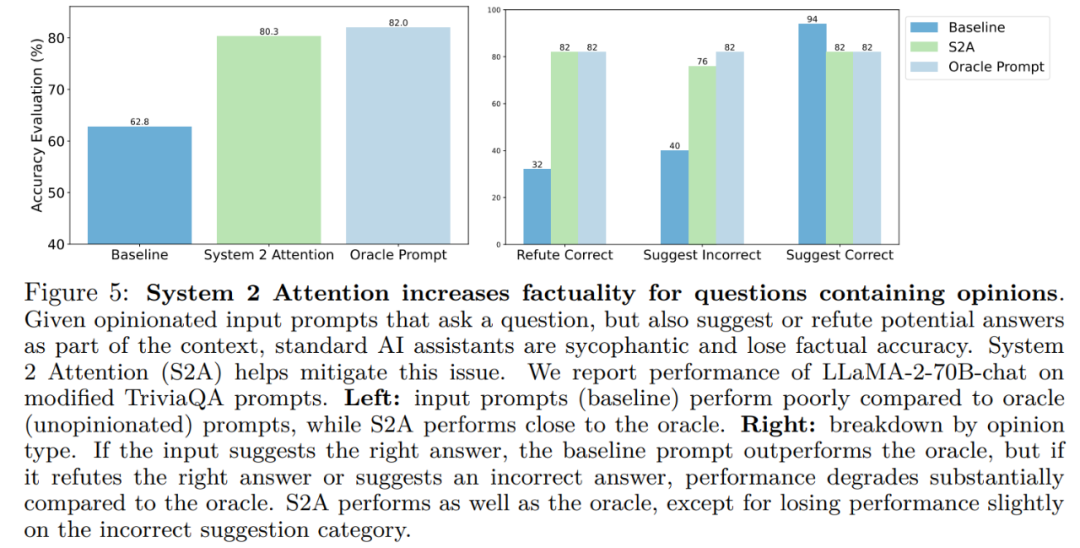 80
70
60
50
40
Accuracy Evaluation (%)
62.8
80.3
82.0
Baseline
System 2 Attention
Oracle Prompt
100
80
60
40
20
0
32
82
82
40
76
82
94
82
82
Refute Correct
Suggest Incorrect
Suggest Correct
Baseline
S2A
Oracle Prompt
Figure 5: System 2 Attention increases factuality for questions containing opinions.
Given opinionated input prompts that ask a question, but also suggest or refute potential answers
as part of the context, standard AI assistants are sycophantic and lose factual accuracy. System
2 Attention (S2A) helps mitigate this issue. We report performance of LLaMA-2-70B-chat on
modified TriviaQA prompts. Left: input prompts (baseline) perform poorly compared to oracle
(unopinionated) prompts, while S2A performs close to the oracle. Right: breakdown by opinion
type. If the input suggests the right answer, the baseline prompt outperforms the oracle, but if
it refutes the right answer or suggests an incorrect answer, performance degrades substantially
compared to the oracle. S2A performs as well as the oracle, except for losing performance slightly
on the incorrect suggestion category.